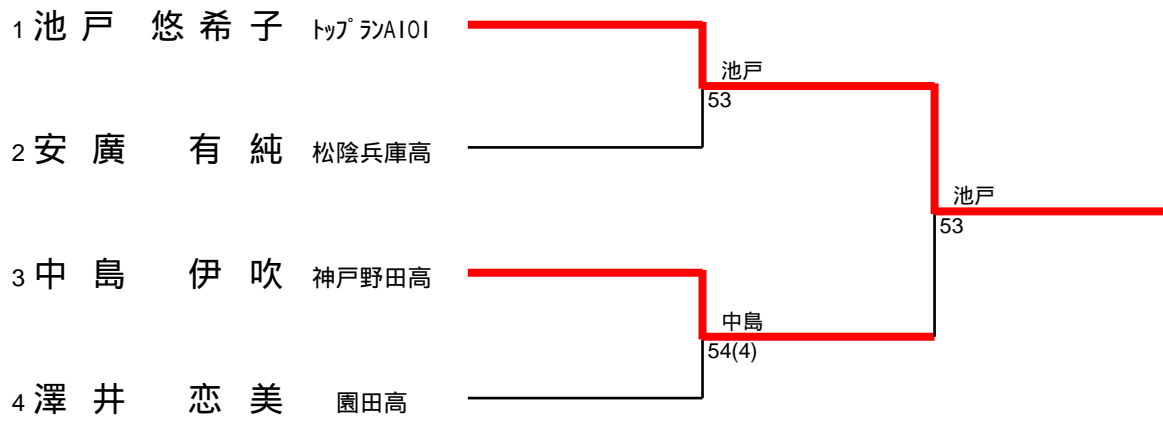 1 池戸 悠希子 ﾄｯﾌﾟﾗﾝAIOI
池戸
53
2 安廣 有純 松陰兵庫高
池戸
53
3 中島 伊吹 神戸野田高
中島
54(4)
4 澤井 恋美 園田高